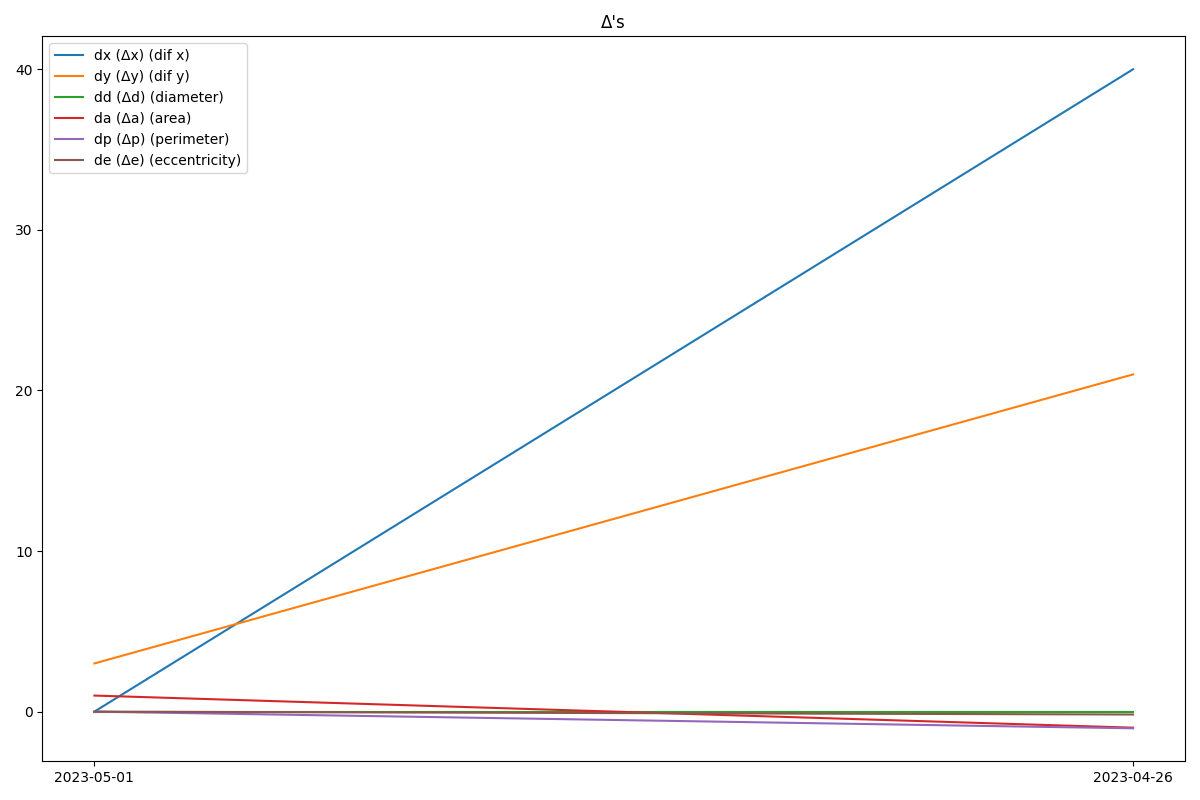 Δ's
dx (Δx) (dif x)
dy (Δy) (dif y)
dd (Δd) (diameter)
da (Δa) (area)
dp (Δp) (perimeter)
de (Δe) (eccentricity)
40
30
20
10
0
2023-05-01
2023-04-26